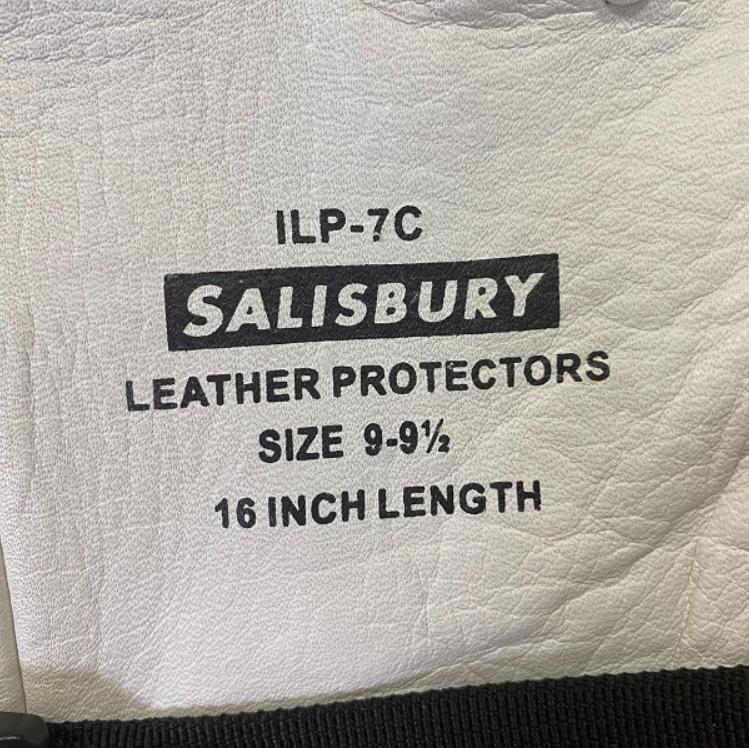 ILP-7C
SALISBURY
LEATHER PROTECTORS
SIZE 9-9½
16 INCH LENGTH